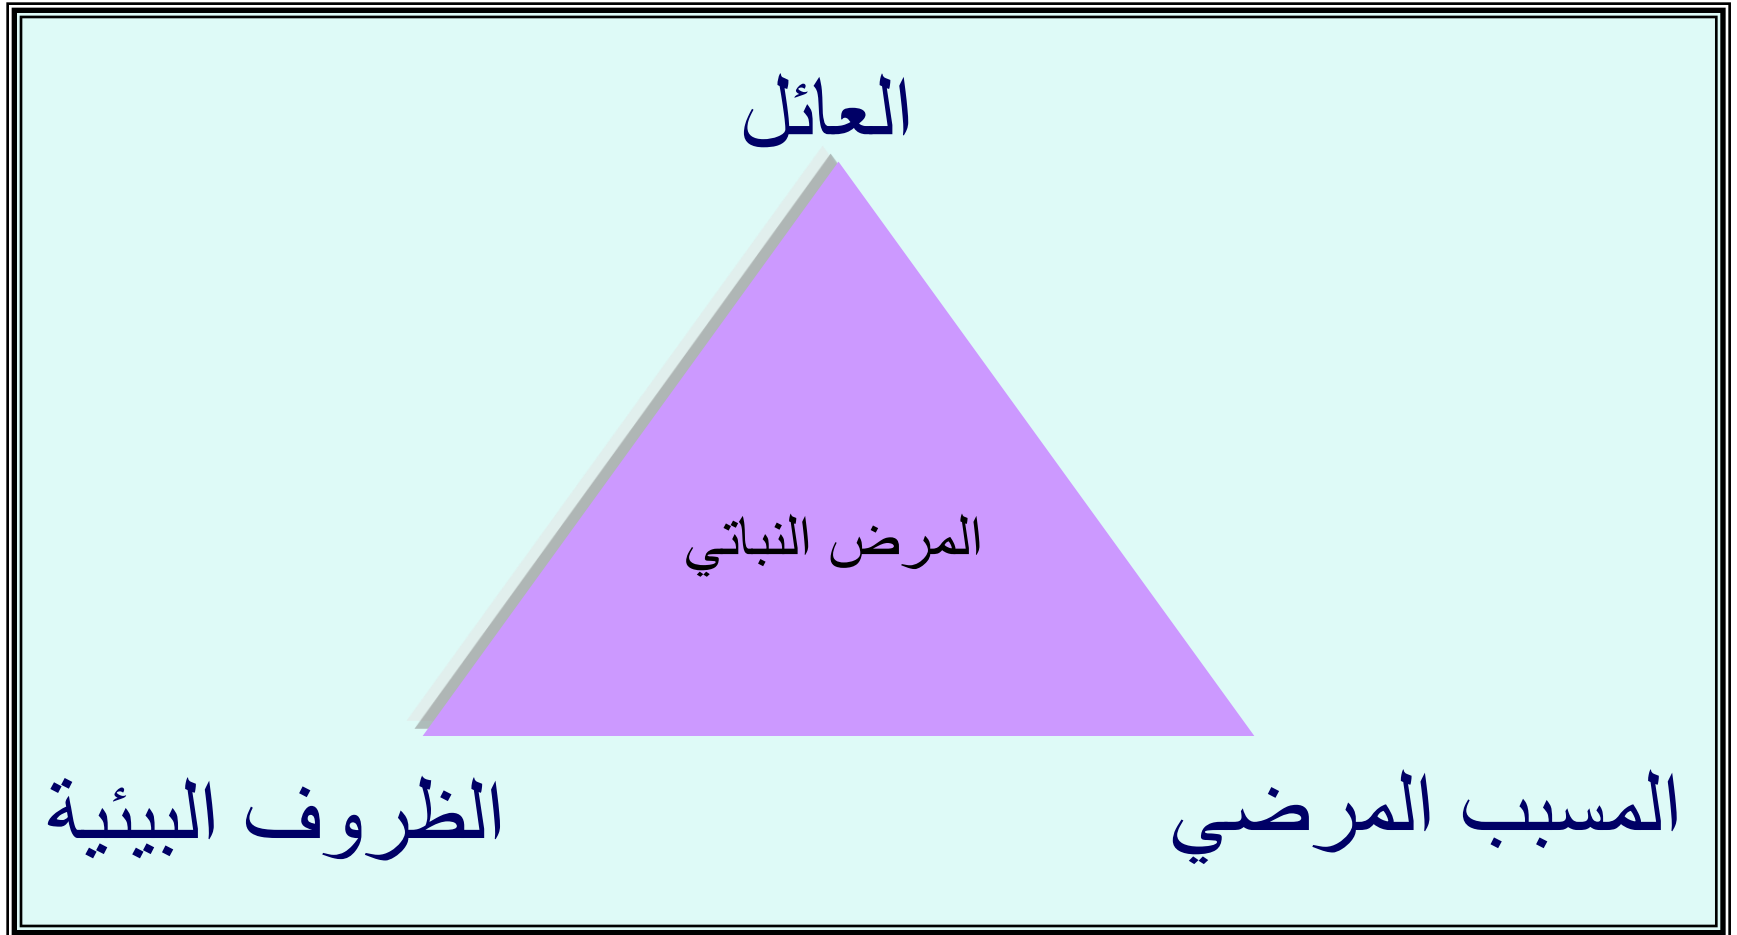 العائل
المرض النباتي
المسبب المرضي
الظروف البيئية